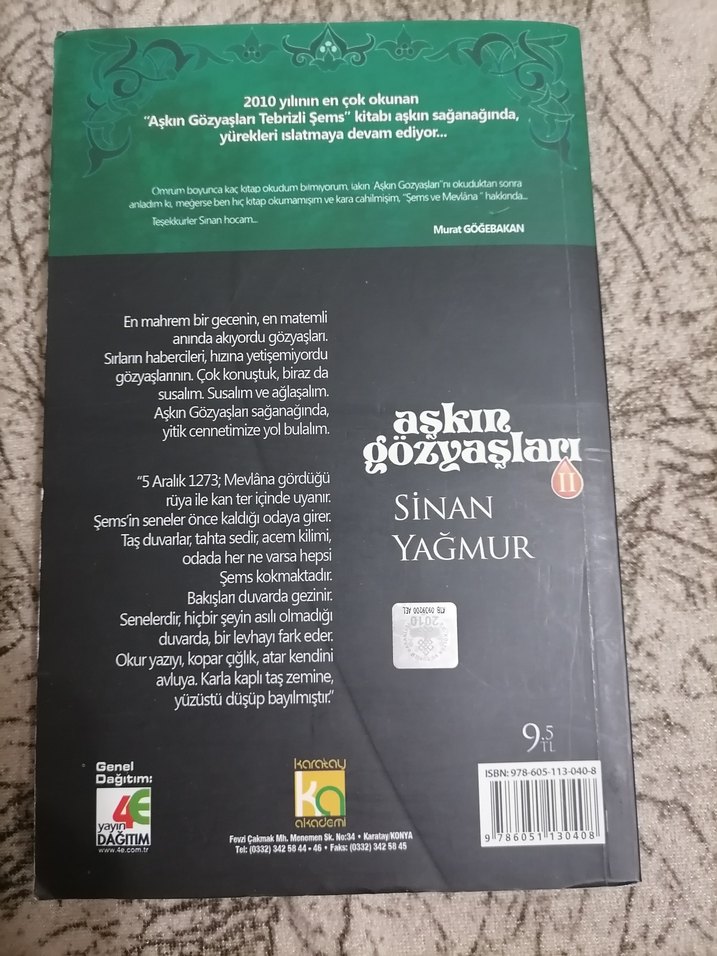 2010 yılının en çok okunan
“Aşkın Gözyaşları Tebrizli Şems” kitabı aşkın sağanağında,
yürekleri ıslatmaya devam ediyor...
Ömrüm boyunca kaç kitap okudum bilmiyorum, lakin “Aşkın Gözyaşları”nı okuduktan sonra
anladım ki, meğerse ben hiç kitap okumamışım ve kara cahilmişim, “Şems ve Mevlâna” hakkında...
Teşekkürler Sinan hocam...
Murat GÖĞEBAKAN
En mahrem bir gecenin, en matemli
anında akıyordu gözyaşları.
Sırların habercileri, hızına yetişemiyordu
gözyaşlarının. Çok konuştuk, biraz da
susalım. Susalım ve ağlaşalım.
Aşkın Gözyaşları sağanağında,
yitik cennetimize yol bulalım.
“5 Aralık 1273; Mevlâna gördüğü
rüya ile kan ter içinde uyanır.
Şems’in seneler önce kaldığı odaya girer.
Taş duvarlar, tahta sedir, acem kilimi,
odada her ne varsa hepsi
Şems kokmaktadır.
Bakışları duvarda gezinir.
Senelerdir, hiçbir şeyin asılı olmadığı
duvarda, bir levhayı fark eder.
Okur yazıyı, kopar çığlık, atar kendini
avluya. Karla kaplı taş zemine,
yüzüstü düşüp bayılmıştır.”
aşkın
gözyaşları
II
SİNAN
YAĞMUR
KTB 0939200 AEL
2010
9.5
TL
Genel
Dağıtım:
4E
yayın
DAĞITIM
www.4e.com.tr
karatay
ka
akademi
Fevzi Çakmak Mh. Menemen Sk. No:34 • Karatay/KONYA
Tel: (0332) 342 58 44 - 46 • Faks: (0332) 342 58 45
ISBN: 978-605-113-040-8
9 786051 130408